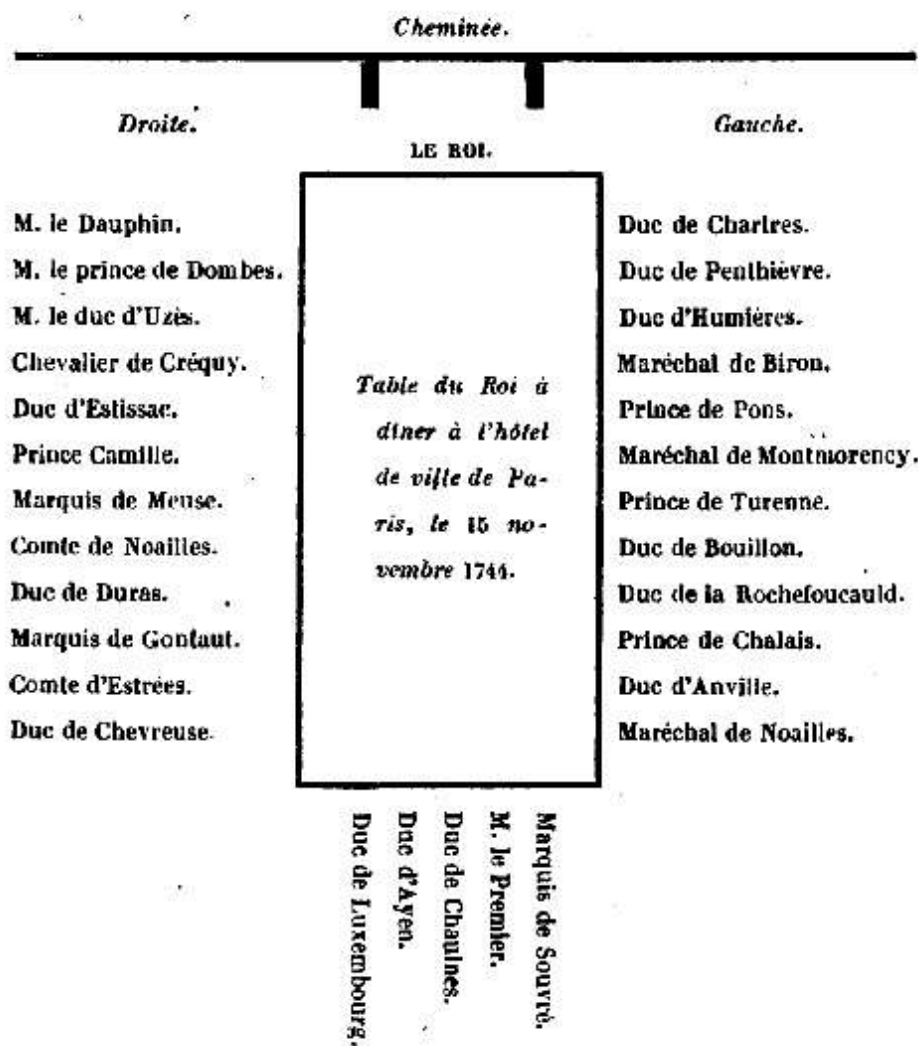 Cheminée.
Droite.
Gauche.
LE ROI.
M. le Dauphin.
M. le prince de Dombes.
M. le duc d'Uzès.
Chevalier de Créquy.
Duc d'Estissac.
Prince Camille.
Marquis de Meuse.
Comte de Noailles.
Duc de Duras.
Marquis de Gontaut.
Comte d'Estrées.
Duc de Chevreuse.
Table du Roi à
dîner à l'hôtel
de ville de Pa-
ris, le 15 no-
vembre 1744.
Duc de Chartres.
Duc de Penthièvre.
Duc d'Humières.
Maréchal de Biron.
Prince de Pons.
Maréchal de Montmorency.
Prince de Turenne.
Duc de Bouillon.
Duc de la Rochefoucauld.
Prince de Chalais.
Duc d'Anville.
Maréchal de Noailles.
Duc de Luxembourg.
Duc d'Ayen.
Duc de Chaulnes.
M. le Premier.
Marquis de Souvré.